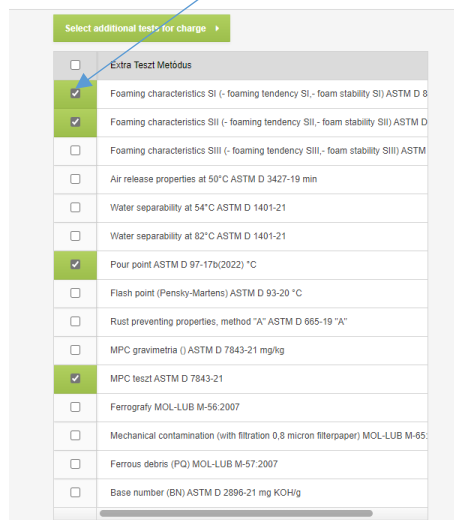 Select additional tests for charge
Extra Teszt Metódus
Foaming characteristics SI (- foaming tendency SI,- foam stability SI) ASTM D 8
Foaming characteristics SII (- foaming tendency SII,- foam stability SII) ASTM D
Foaming characteristics SIII (- foaming tendency SIII,- foam stability SIII) ASTM
Air release properties at 50°C ASTM D 3427-19 min
Water separability at 54°C ASTM D 1401-21
Water separability at 82°C ASTM D 1401-21
Pour point ASTM D 97-17b(2022) °C
Flash point (Pensky-Martens) ASTM D 93-20 °C
Rust preventing properties, method "A" ASTM D 665-19 "A"
MPC gravimetria () ASTM D 7843-21 mg/kg
MPC teszt ASTM D 7843-21
Ferrografy MOL-LUB M-56:2007
Mechanical contamination (with filtration 0,8 micron filterpaper) MOL-LUB M-65:
Ferrous debris (PQ) MOL-LUB M-57:2007
Base number (BN) ASTM D 2896-21 mg KOH/g